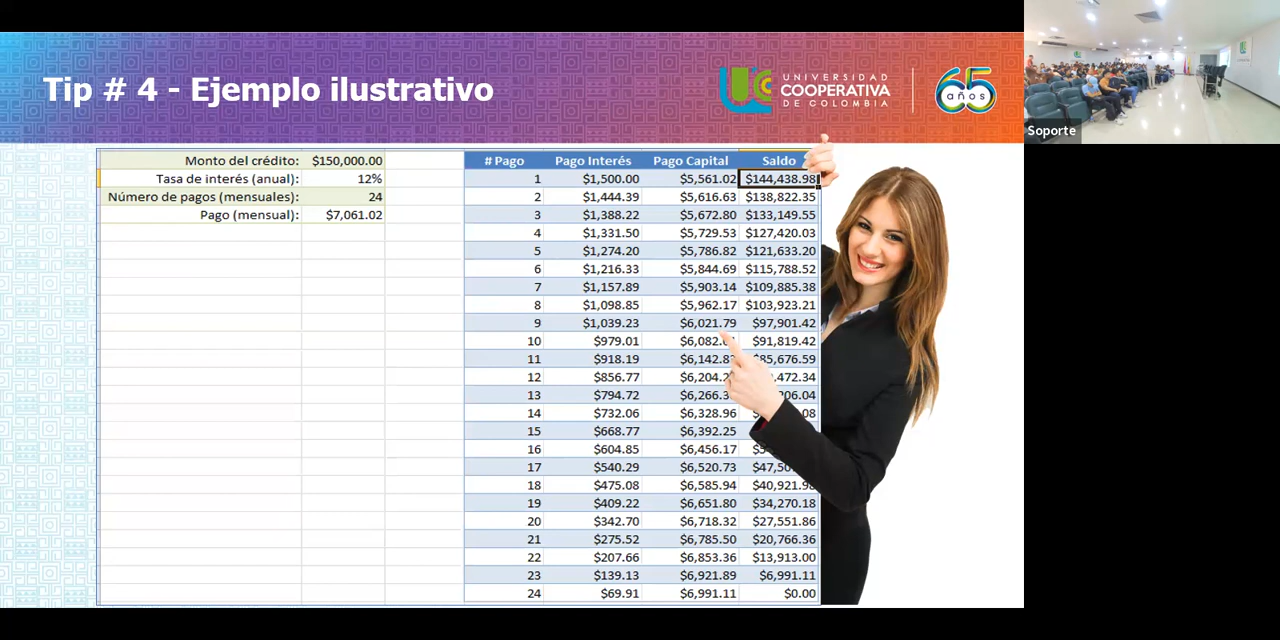 Tip # 4 - Ejemplo ilustrativo
UNIVERSIDAD
COOPERATIVA
DE COLOMBIA
65
años
Soporte
Monto del crédito: $150,000.00
Tasa de interés (anual): 12%
Número de pagos (mensuales): 24
Pago (mensual): $7,061.02
# Pago Pago Interés Pago Capital Saldo
1 $1,500.00 $5,561.02 $144,438.98
2 $1,444.39 $5,616.63 $138,822.35
3 $1,388.22 $5,672.80 $133,149.55
4 $1,331.50 $5,729.53 $127,420.03
5 $1,274.20 $5,786.82 $121,633.20
6 $1,216.33 $5,844.69 $115,788.52
7 $1,157.89 $5,903.14 $109,885.38
8 $1,098.85 $5,962.17 $103,923.21
9 $1,039.23 $6,021.79 $97,901.42
10 $979.01 $91,819.42
11 $918.19 $85,676.59
12 $856.77
13 $794.72
14 $732.06 $6,328.96
15 $668.77 $6,392.25
16 $604.85 $6,456.17
17 $540.29 $6,520.73
18 $475.08 $6,585.94 $40,921.98
19 $409.22 $6,651.80 $34,270.18
20 $342.70 $6,718.32 $27,551.86
21 $275.52 $6,785.50 $20,766.36
22 $207.66 $6,853.36 $13,913.00
23 $139.13 $6,921.89 $6,991.11
24 $69.91 $6,991.11 $0.00